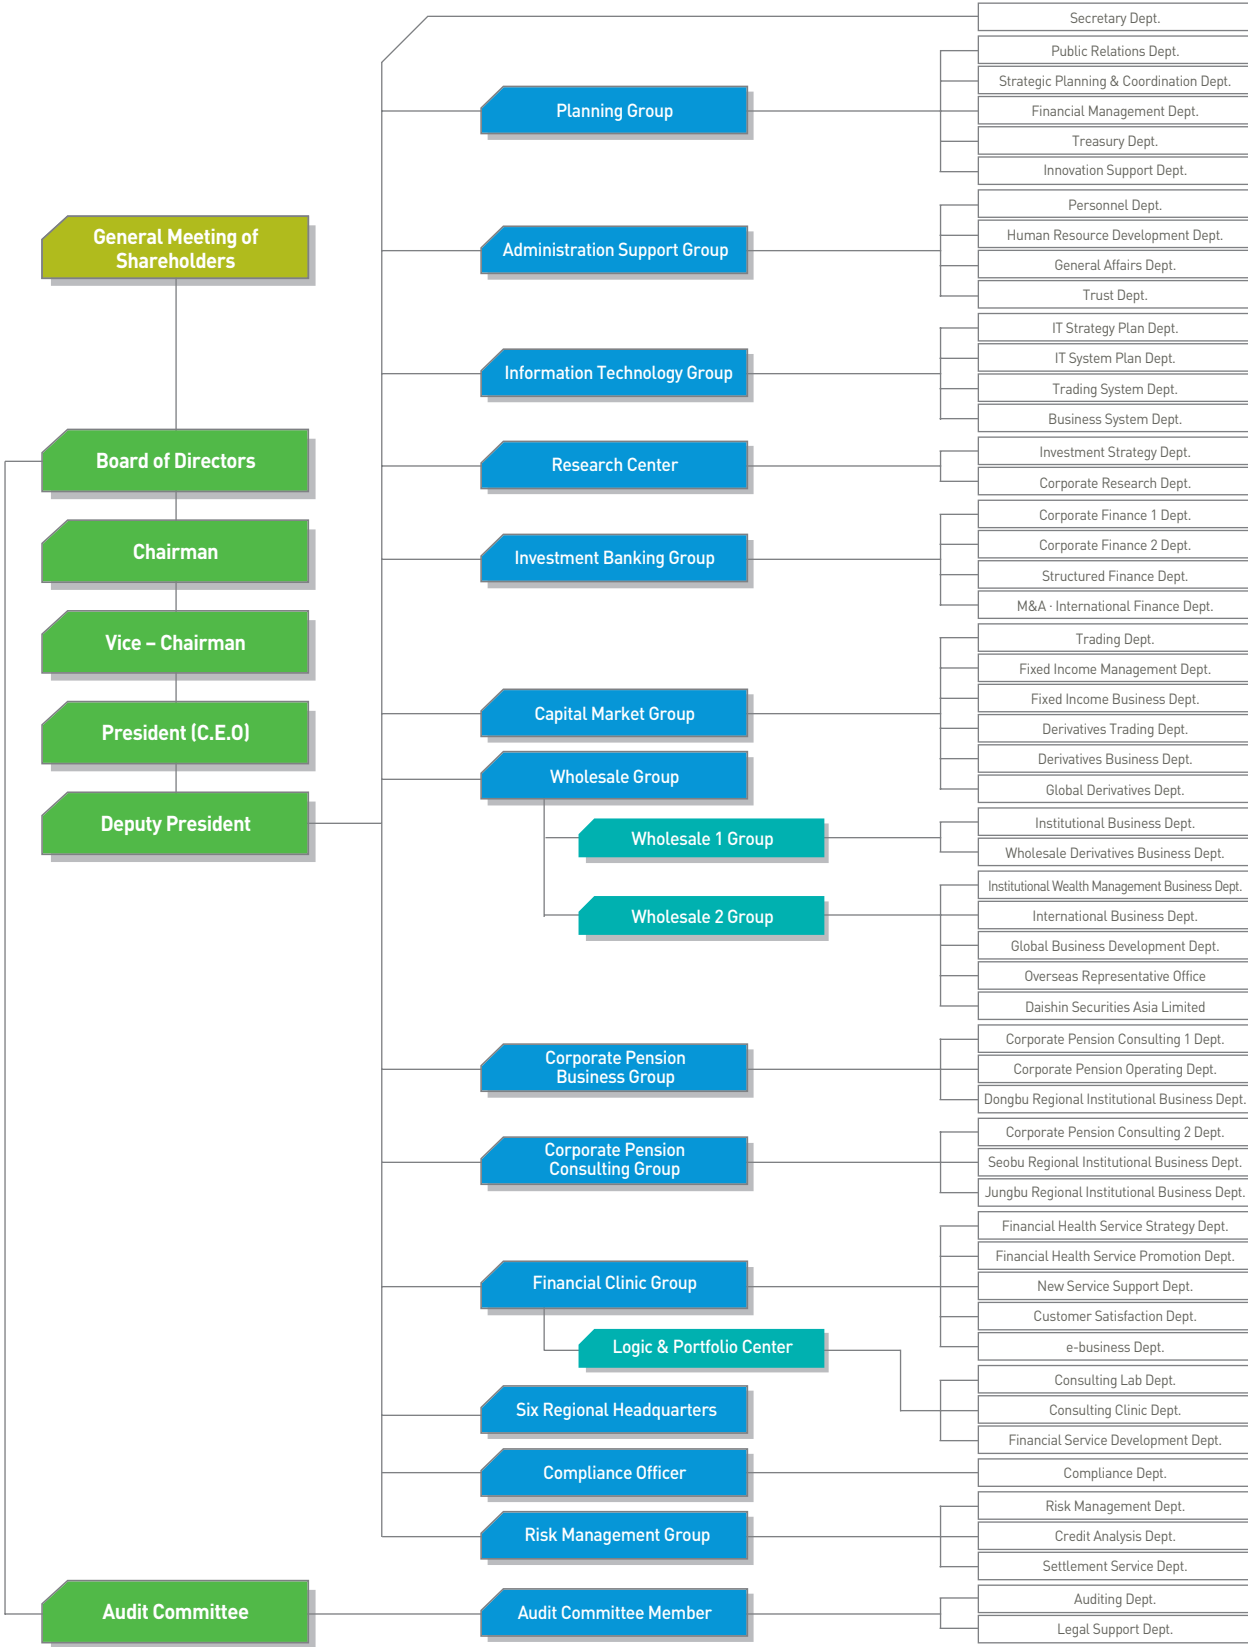 General Meeting of
Shareholders
Board of Directors
Chairman
Vice – Chairman
President (C.E.O)
Deputy President
Audit Committee
Planning Group
Administration Support Group
Information Technology Group
Research Center
Investment Banking Group
Capital Market Group
Wholesale Group
Wholesale 1 Group
Wholesale 2 Group
Corporate Pension
Business Group
Corporate Pension
Consulting Group
Financial Clinic Group
Logic & Portfolio Center
Six Regional Headquarters
Compliance Officer
Risk Management Group
Audit Committee Member
Secretary Dept.
Public Relations Dept.
Strategic Planning & Coordination Dept.
Financial Management Dept.
Treasury Dept.
Innovation Support Dept.
Personnel Dept.
Human Resource Development Dept.
General Affairs Dept.
Trust Dept.
IT Strategy Plan Dept.
IT System Plan Dept.
Trading System Dept.
Business System Dept.
Investment Strategy Dept.
Corporate Research Dept.
Corporate Finance 1 Dept.
Corporate Finance 2 Dept.
Structured Finance Dept.
M&A · International Finance Dept.
Trading Dept.
Fixed Income Management Dept.
Fixed Income Business Dept.
Derivatives Trading Dept.
Derivatives Business Dept.
Global Derivatives Dept.
Institutional Business Dept.
Wholesale Derivatives Business Dept.
Institutional Wealth Management Business Dept.
International Business Dept.
Global Business Development Dept.
Overseas Representative Office
Daishin Securities Asia Limited
Corporate Pension Consulting 1 Dept.
Corporate Pension Operating Dept.
Dongbu Regional Institutional Business Dept.
Corporate Pension Consulting 2 Dept.
Seobu Regional Institutional Business Dept.
Jungbu Regional Institutional Business Dept.
Financial Health Service Strategy Dept.
Financial Health Service Promotion Dept.
New Service Support Dept.
Customer Satisfaction Dept.
e-business Dept.
Consulting Lab Dept.
Consulting Clinic Dept.
Financial Service Development Dept.
Compliance Dept.
Risk Management Dept.
Credit Analysis Dept.
Settlement Service Dept.
Auditing Dept.
Legal Support Dept.